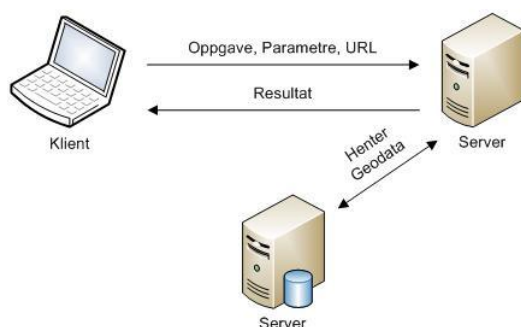 Oppgave, Parametre, URL
Resultat
Klient
Server
Henter
Geodata
Server